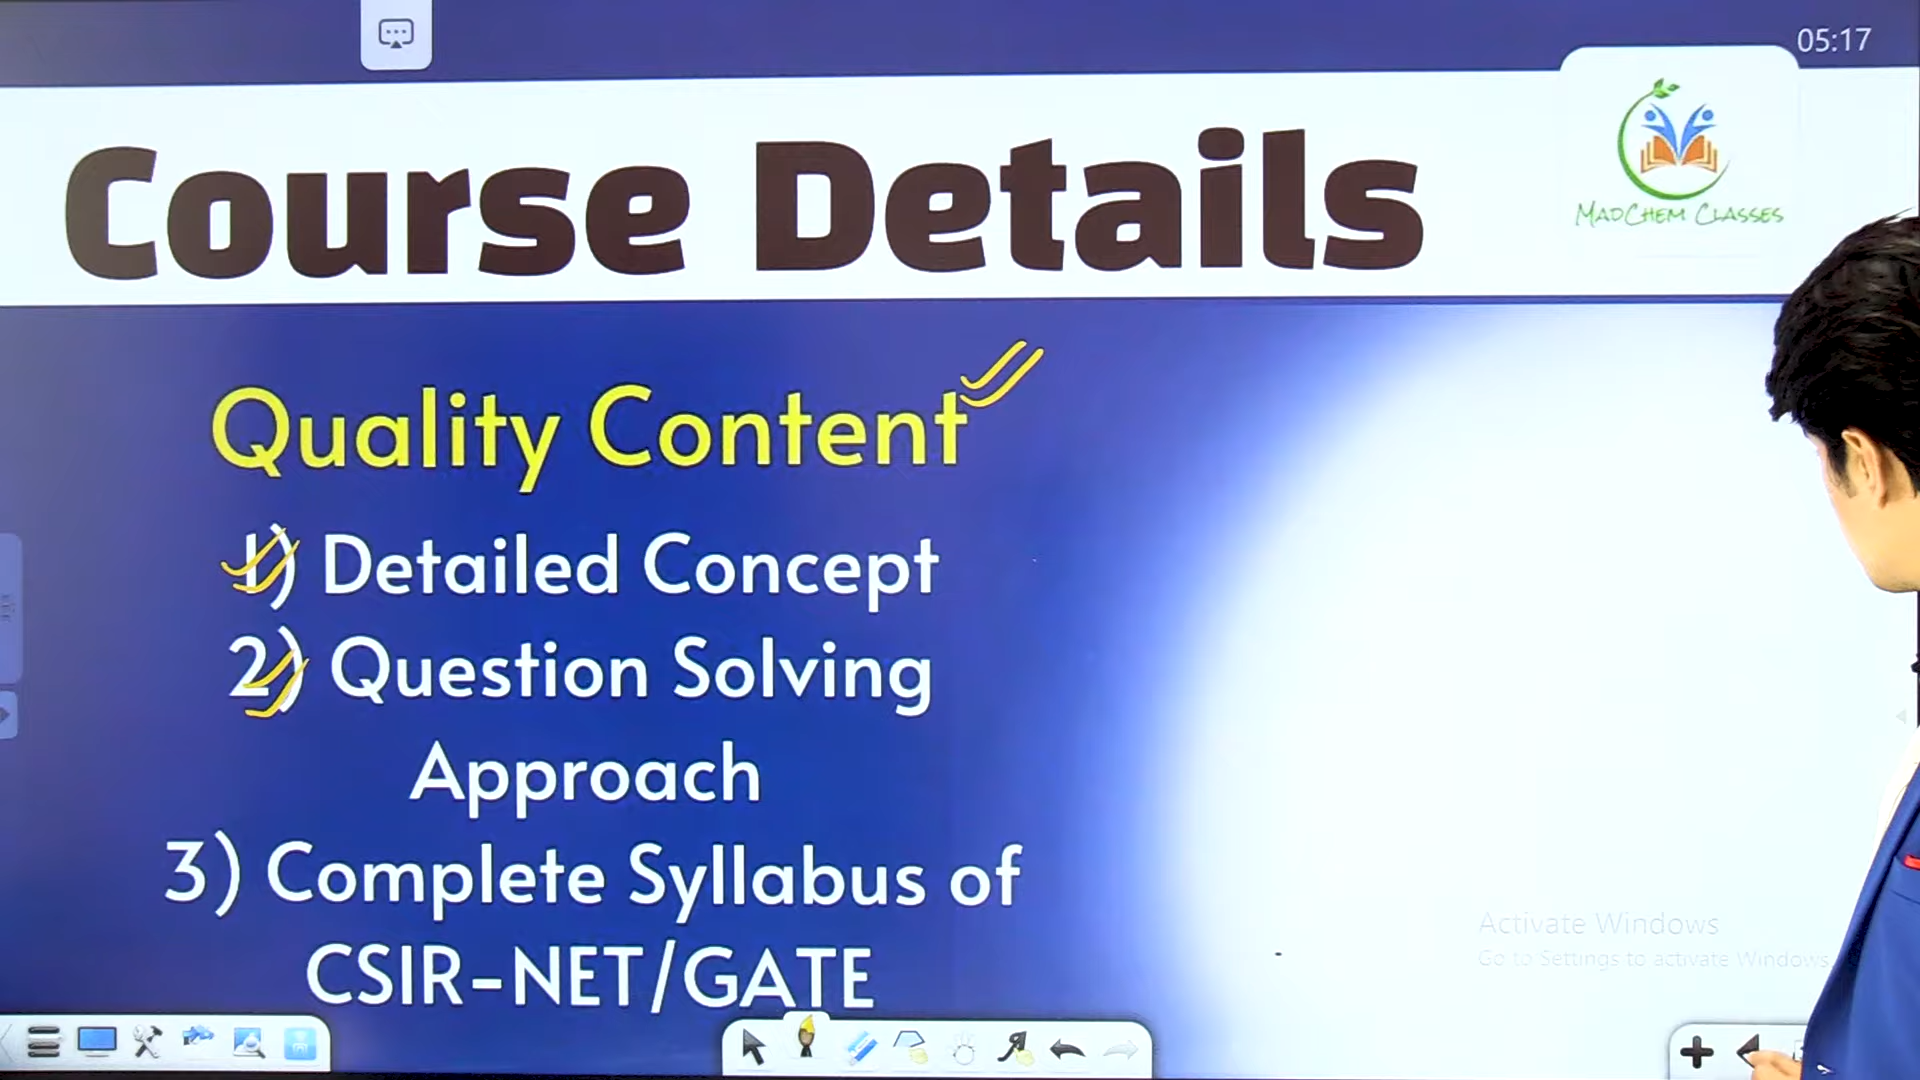 05:17
Course Details
MadChem Classes
Quality Content
1) Detailed Concept
2) Question Solving
Approach
3) Complete Syllabus of
CSIR-NET/GATE
Activate Windows
Go to Settings to activate Windows.